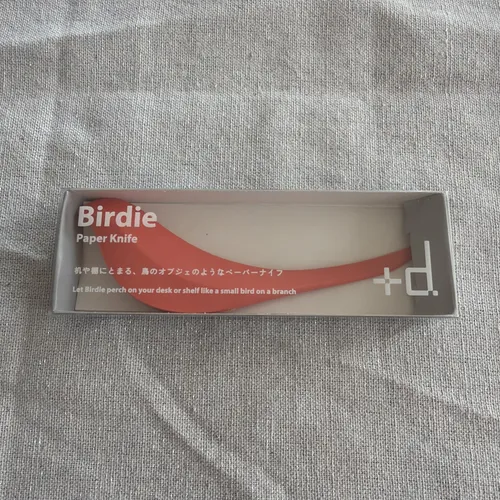 Birdie
Paper Knife
机や棚にとまる、鳥のオブジェのようなペーパーナイフ
Let Birdie perch on your desk or shelf like a small bird on a branch
+d.